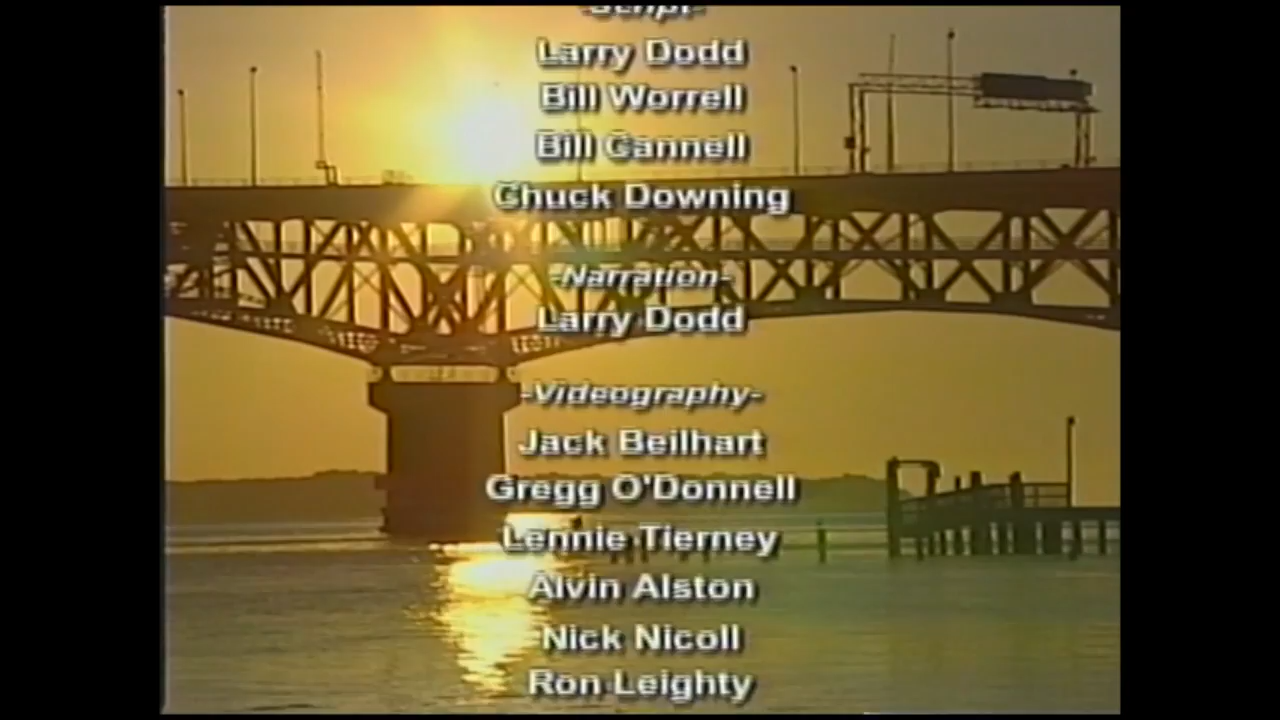 -Script-
Larry Dodd
Bill Worrell
Bill Cannell
Chuck Downing
-Narration-
Larry Dodd
-Videography-
Jack Beilhart
Gregg O'Donnell
Lennie Tierney
Alvin Alston
Nick Nicoll
Ron Leighty